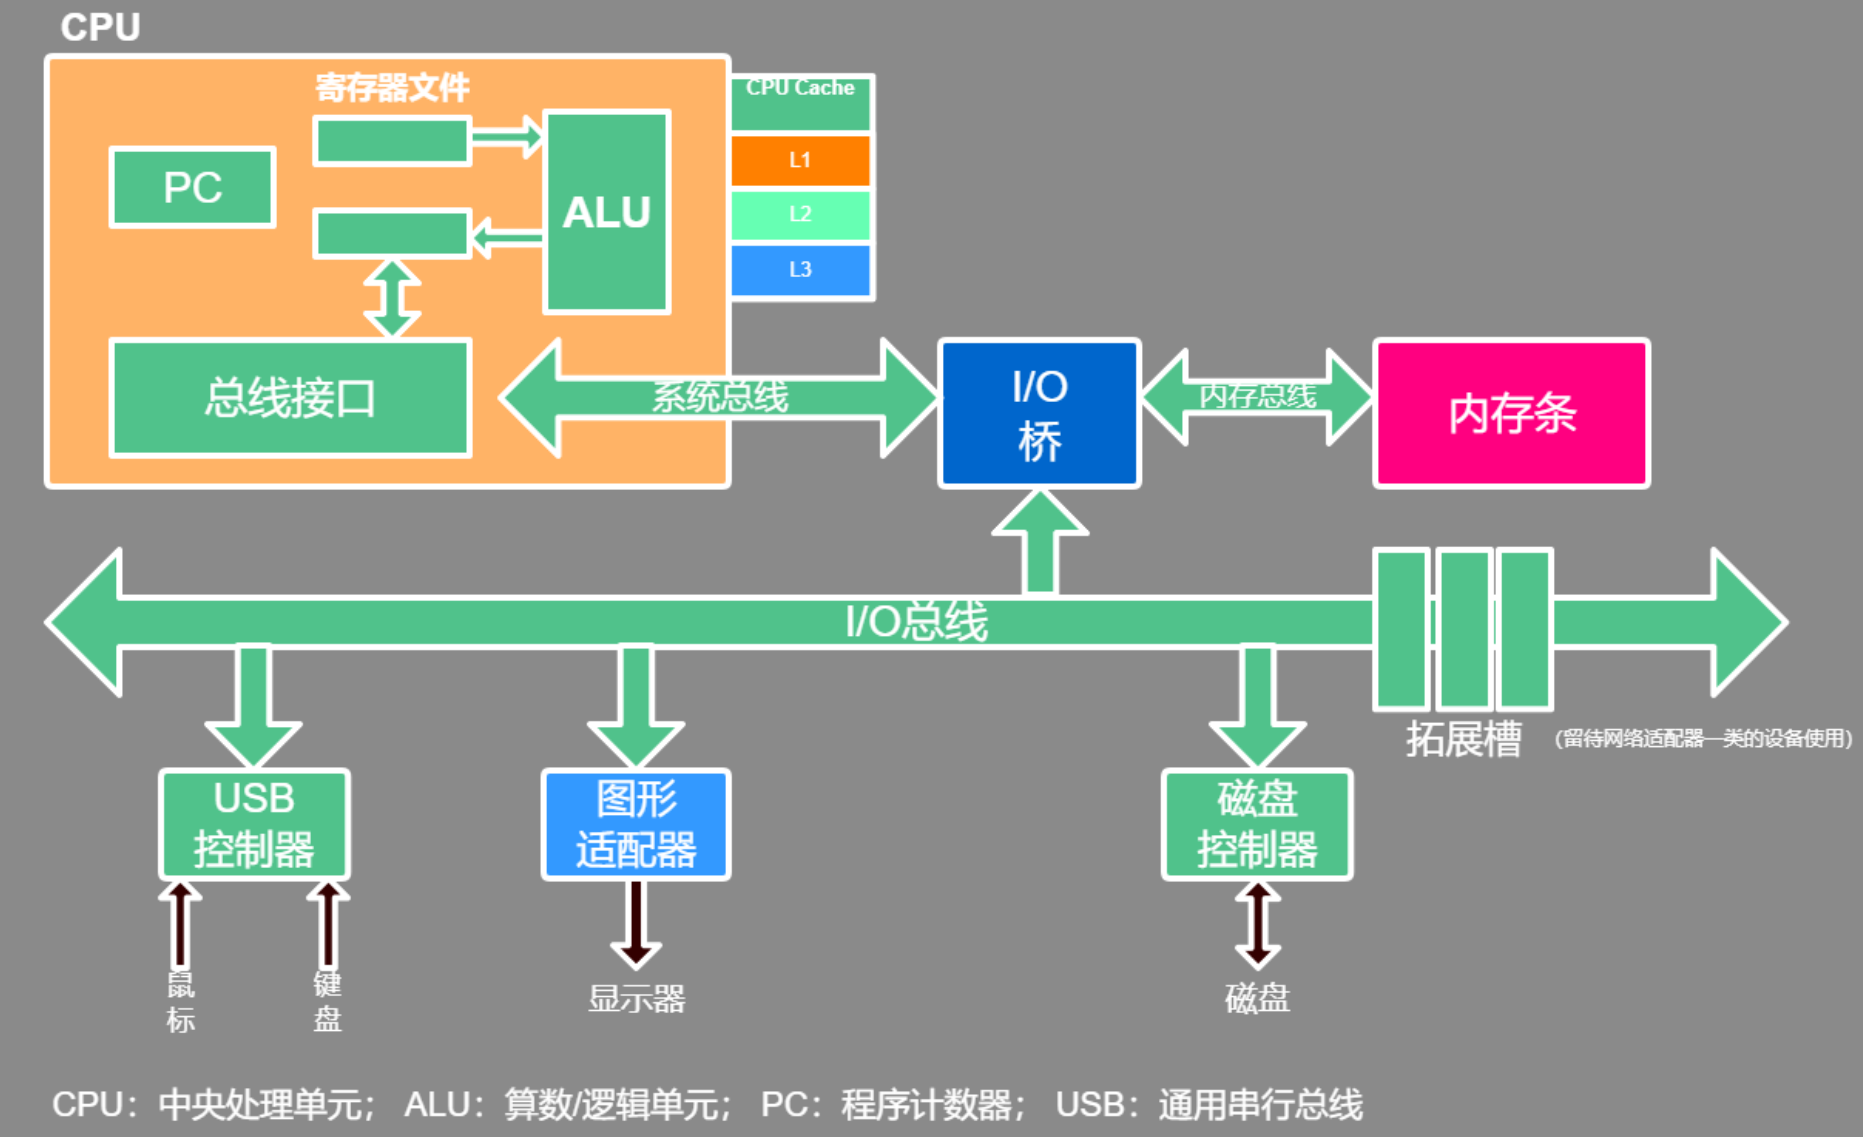 CPU
寄存器文件
CPU Cache
PC
ALU
L1
L2
L3
总线接口
系统总线
I/O
桥
内存总线
内存条
I/O总线
拓展槽
(留待网络适配器一类的设备使用)
USB
控制器
图形
适配器
磁盘
控制器
鼠
标
键
盘
显示器
磁盘
CPU：中央处理单元； ALU：算数/逻辑单元； PC：程序计数器； USB：通用串行总线